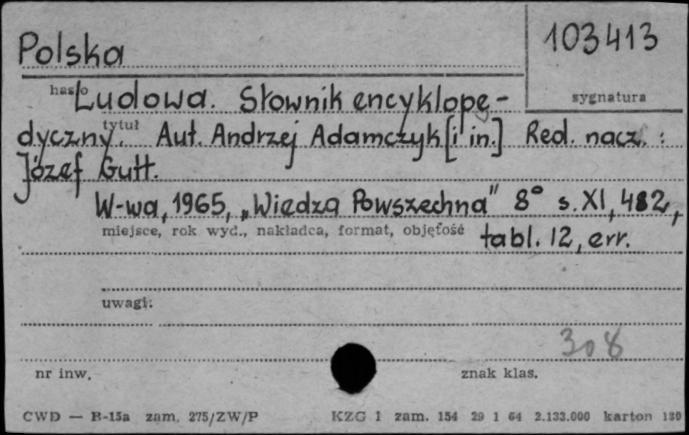 Polska
103413
hasło
Ludowa. Słownik encyklope-
sygnatura
tytuł
dyczny. Aut. Andrzej Adamczyk [i in.] Red. nacz.:
Józef Gutt.
W-wa, 1965, „Wiedza Powszechna" 8° s. XI, 482,
miejsce, rok wyd., nakładca, format, objętość
tabl. 12, err.
uwagi:
308
nr inw.
znak klas.
CWD — B-15a zam. 275/ZW/P KZG 1 zam. 154 29 1 64 2.133.000 karton 180